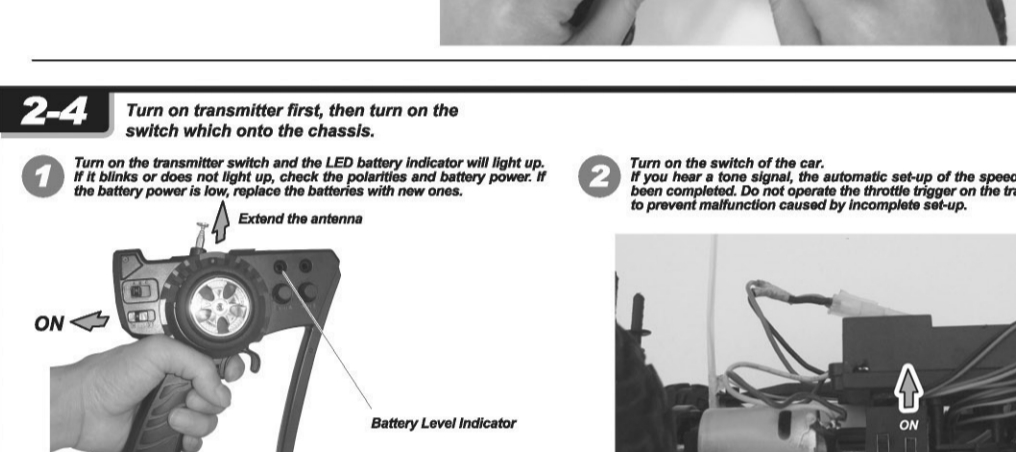 2-4
Turn on transmitter first, then turn on the
switch which onto the chassis.
1
Turn on the transmitter switch and the LED battery indicator will light up.
If it blinks or does not light up, check the polarities and battery power. If
the battery power is low, replace the batteries with new ones.
Extend the antenna
ON
Battery Level Indicator
2
Turn on the switch of the car.
If you hear a tone signal, the automatic set-up of the speed
been completed. Do not operate the throttle trigger on the
to prevent malfunction caused by incomplete set-up.
ON